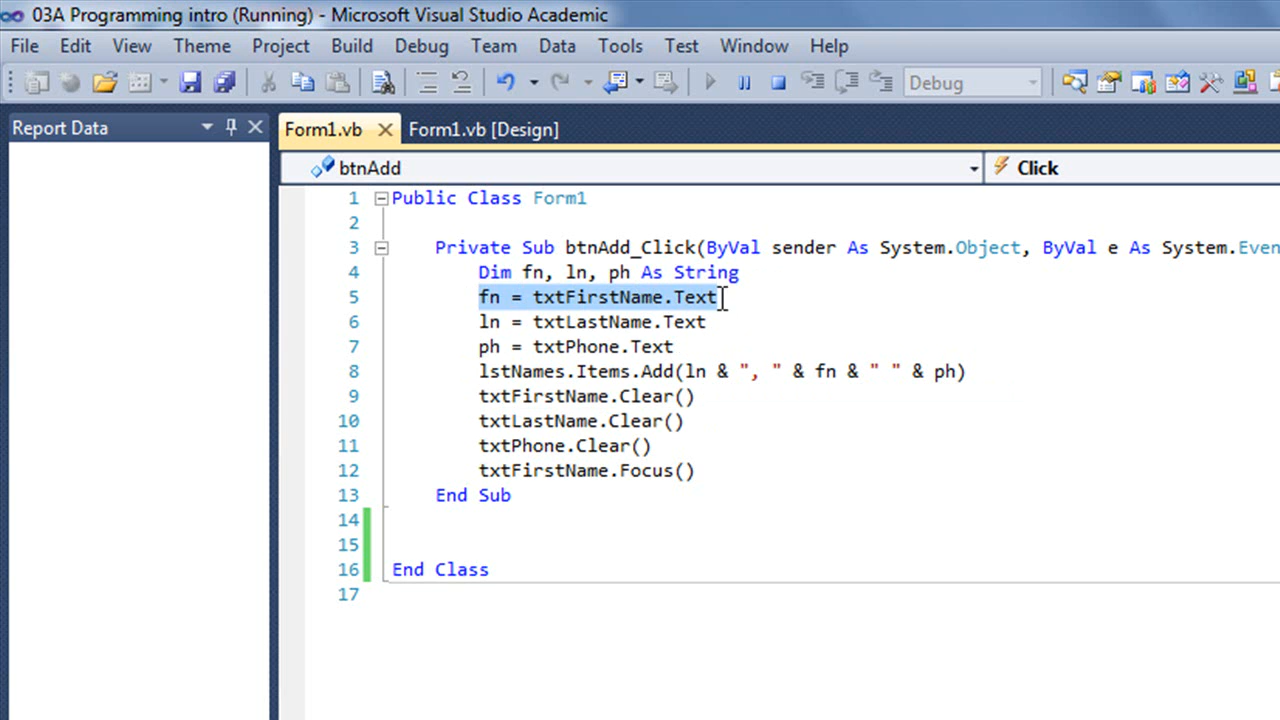 03A Programming intro (Running) - Microsoft Visual Studio Academic
File Edit View Theme Project Build Debug Team Data Tools Test Window Help
Debug
Report Data
Form1.vb
Form1.vb [Design]
btnAdd
Click
1 Public Class Form1
2
3 Private Sub btnAdd_Click(ByVal sender As System.Object, ByVal e As System.Even
4 Dim fn, ln, ph As String
5 fn = txtFirstName.Text
6 ln = txtLastName.Text
7 ph = txtPhone.Text
8 lstNames.Items.Add(ln & ", " & fn & " " & ph)
9 txtFirstName.Clear()
10 txtLastName.Clear()
11 txtPhone.Clear()
12 txtFirstName.Focus()
13 End Sub
14
15
16 End Class
17